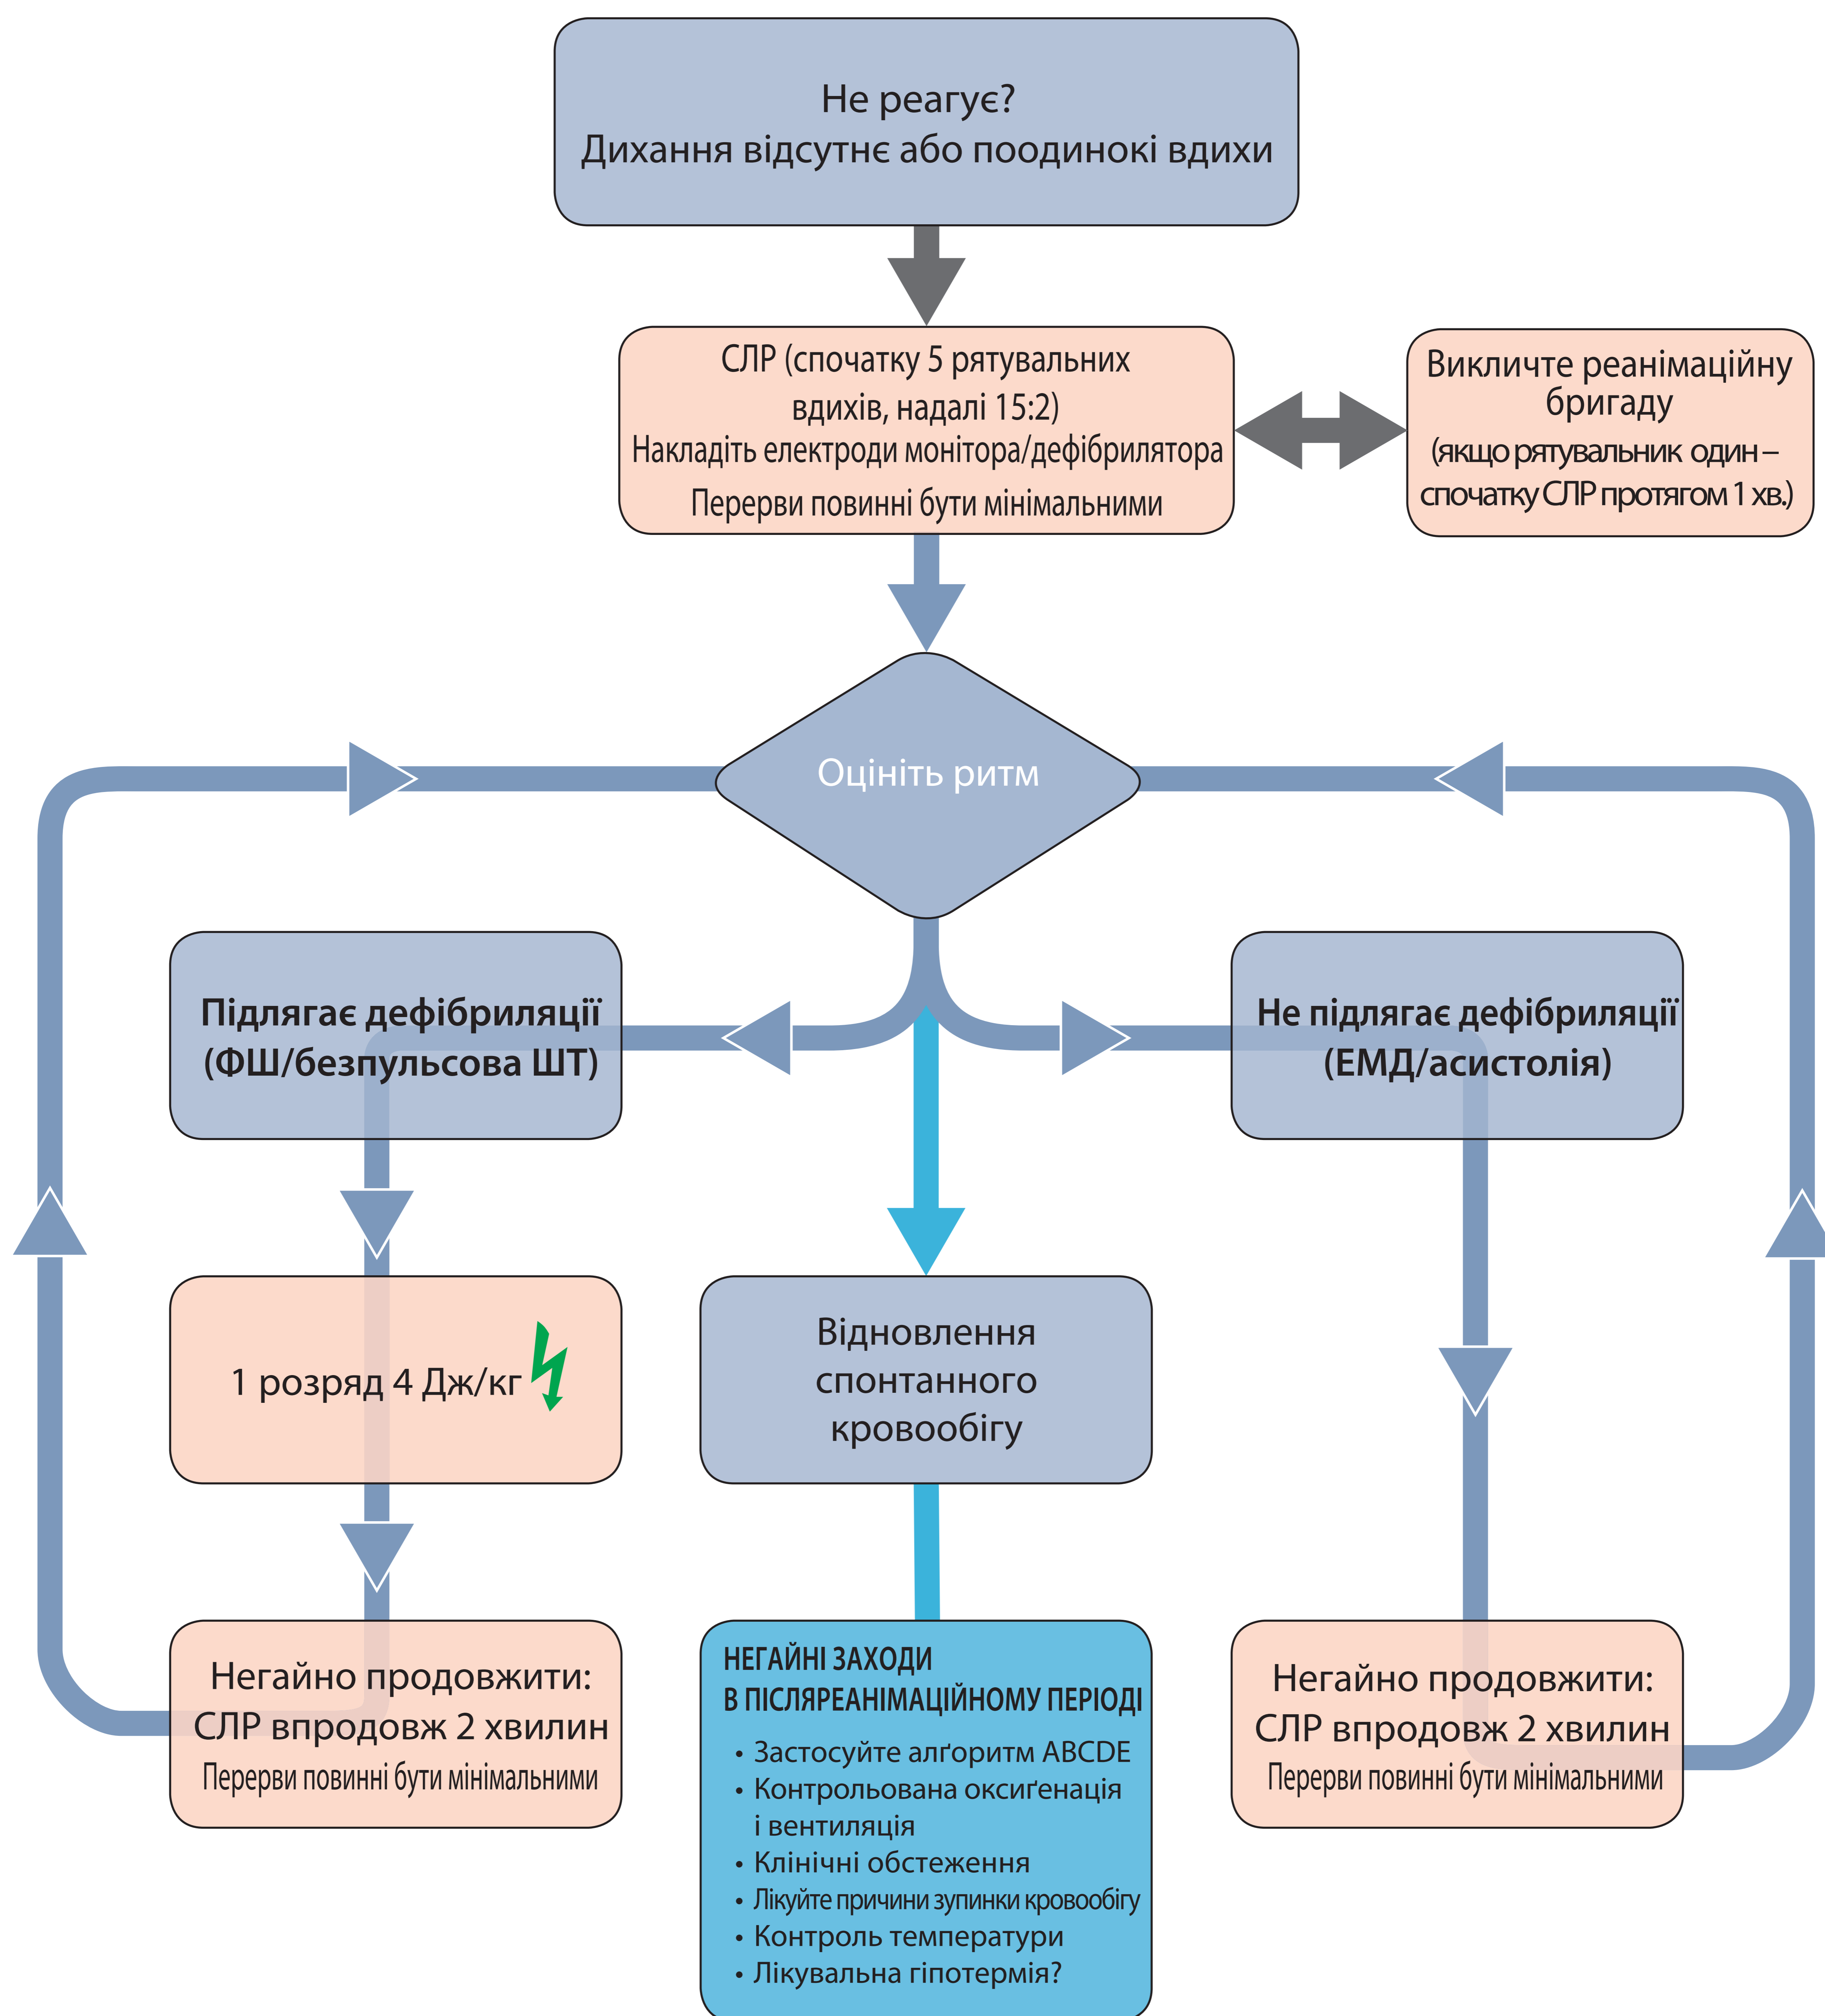 Не реагує?
Дихання відсутнє або поодинокі вдихи
СЛР (спочатку 5 рятувальних
вдихів, надалі 15:2)
Накладіть електроди монітора/дефібрилятора
Перерви повинні бути мінімальними
Викличте реанімаційну
бригаду
(якщо рятувальник один –
спочатку СЛР протягом 1 хв.)
Оцініть ритм
Підлягає дефібриляції
(ФШ/безпульсова ШТ)
Не підлягає дефібриляції
(ЕМД/асистолія)
1 розряд 4 Дж/кг
Відновлення
спонтанного
кровообігу
Негайно продовжити:
СЛР впродовж 2 хвилин
Перерви повинні бути мінімальними
НЕГАЙНІ ЗАХОДИ
В ПІСЛЯРЕАНІМАЦІЙНОМУ ПЕРІОДІ
• Застосуйте алґоритм ABCDE
• Контрольована оксиґенація
і вентиляція
• Клінічні обстеження
• Лікуйте причини зупинки кровообігу
• Контроль температури
• Лікувальна гіпотермія?
Негайно продовжити:
СЛР впродовж 2 хвилин
Перерви повинні бути мінімальними